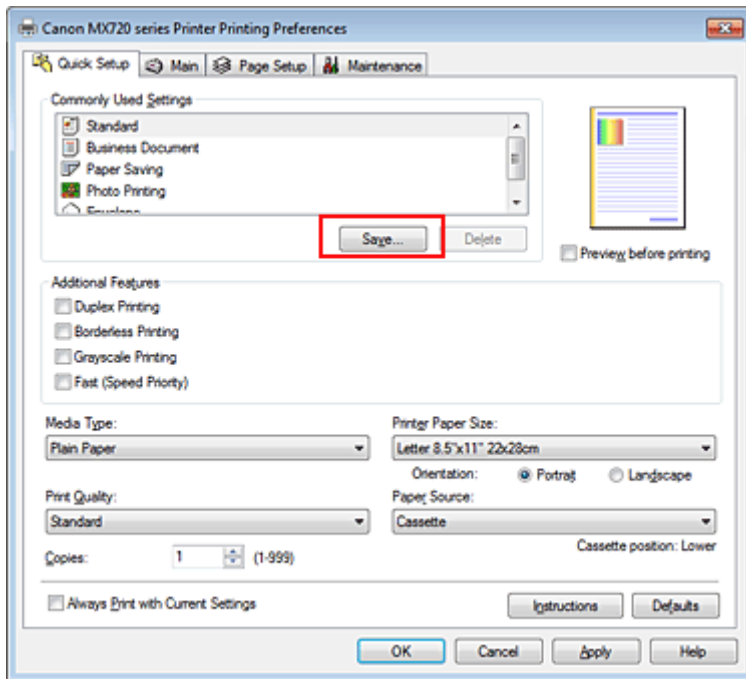 Canon MX720 series Printer Printing Preferences
Quick Setup Main Page Setup Maintenance
Commonly Used Settings
Standard
Business Document
Paper Saving
Photo Printing
Envelope
Save... Delete
Preview before printing
Additional Features
Duplex Printing
Borderless Printing
Grayscale Printing
Fast (Speed Priority)
Media Type:
Plain Paper
Printer Paper Size:
Letter 8.5"x11" 22x28cm
Orientation: Portrait Landscape
Print Quality:
Standard
Paper Source:
Cassette
Cassette position: Lower
Copies: 1 (1-999)
Always Print with Current Settings
Instructions Defaults
OK Cancel Apply Help